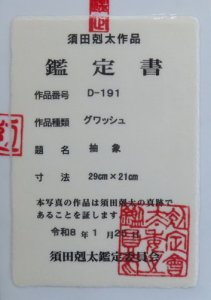 須田剋太作品
鑑定書
作品番号 D-191
作品種類 グワッシュ
題名 抽象
寸法 29cm×21cm
本写真の作品は須田剋太の真跡で
あることを証します。
令和8年1月26日
須田剋太鑑定委員会